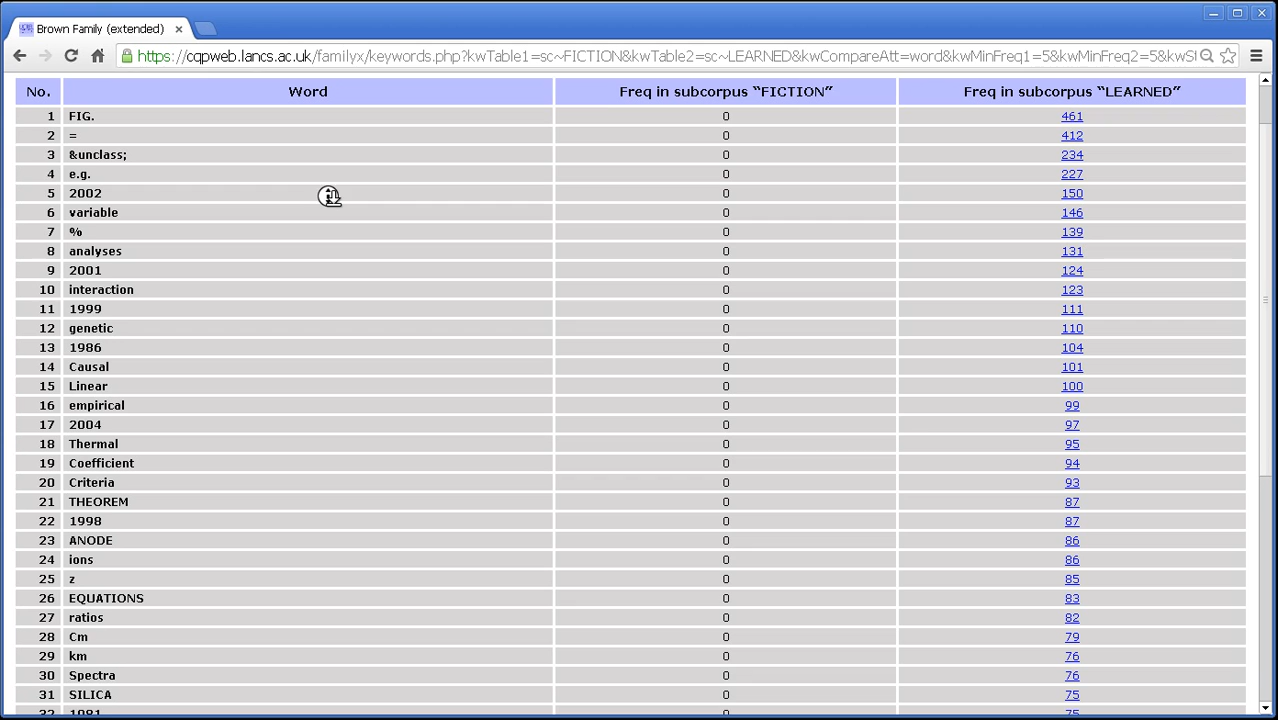 Brown Family (extended)
https://cqpweb.lancs.ac.uk/familyx/keywords.php?kwTable1=sc~FICTION&kwTable2=sc~LEARNED&kwCompareAtt=word&kwMinFreq1=5&kwMinFreq2=5&kwSt
No. Word Freq in subcorpus “FICTION” Freq in subcorpus “LEARNED”
1 FIG. 0 461
2 = 0 412
3 &unclass; 0 234
4 e.g. 0 227
5 2002 0 150
6 variable 0 146
7 % 0 139
8 analyses 0 131
9 2001 0 124
10 interaction 0 123
11 1999 0 111
12 genetic 0 110
13 1986 0 104
14 Causal 0 101
15 Linear 0 100
16 empirical 0 99
17 2004 0 97
18 Thermal 0 95
19 Coefficient 0 94
20 Criteria 0 93
21 THEOREM 0 87
22 1998 0 87
23 ANODE 0 86
24 ions 0 86
25 z 0 85
26 EQUATIONS 0 83
27 ratios 0 82
28 Cm 0 79
29 km 0 76
30 Spectra 0 76
31 SILICA 0 75
32 1981 0 75